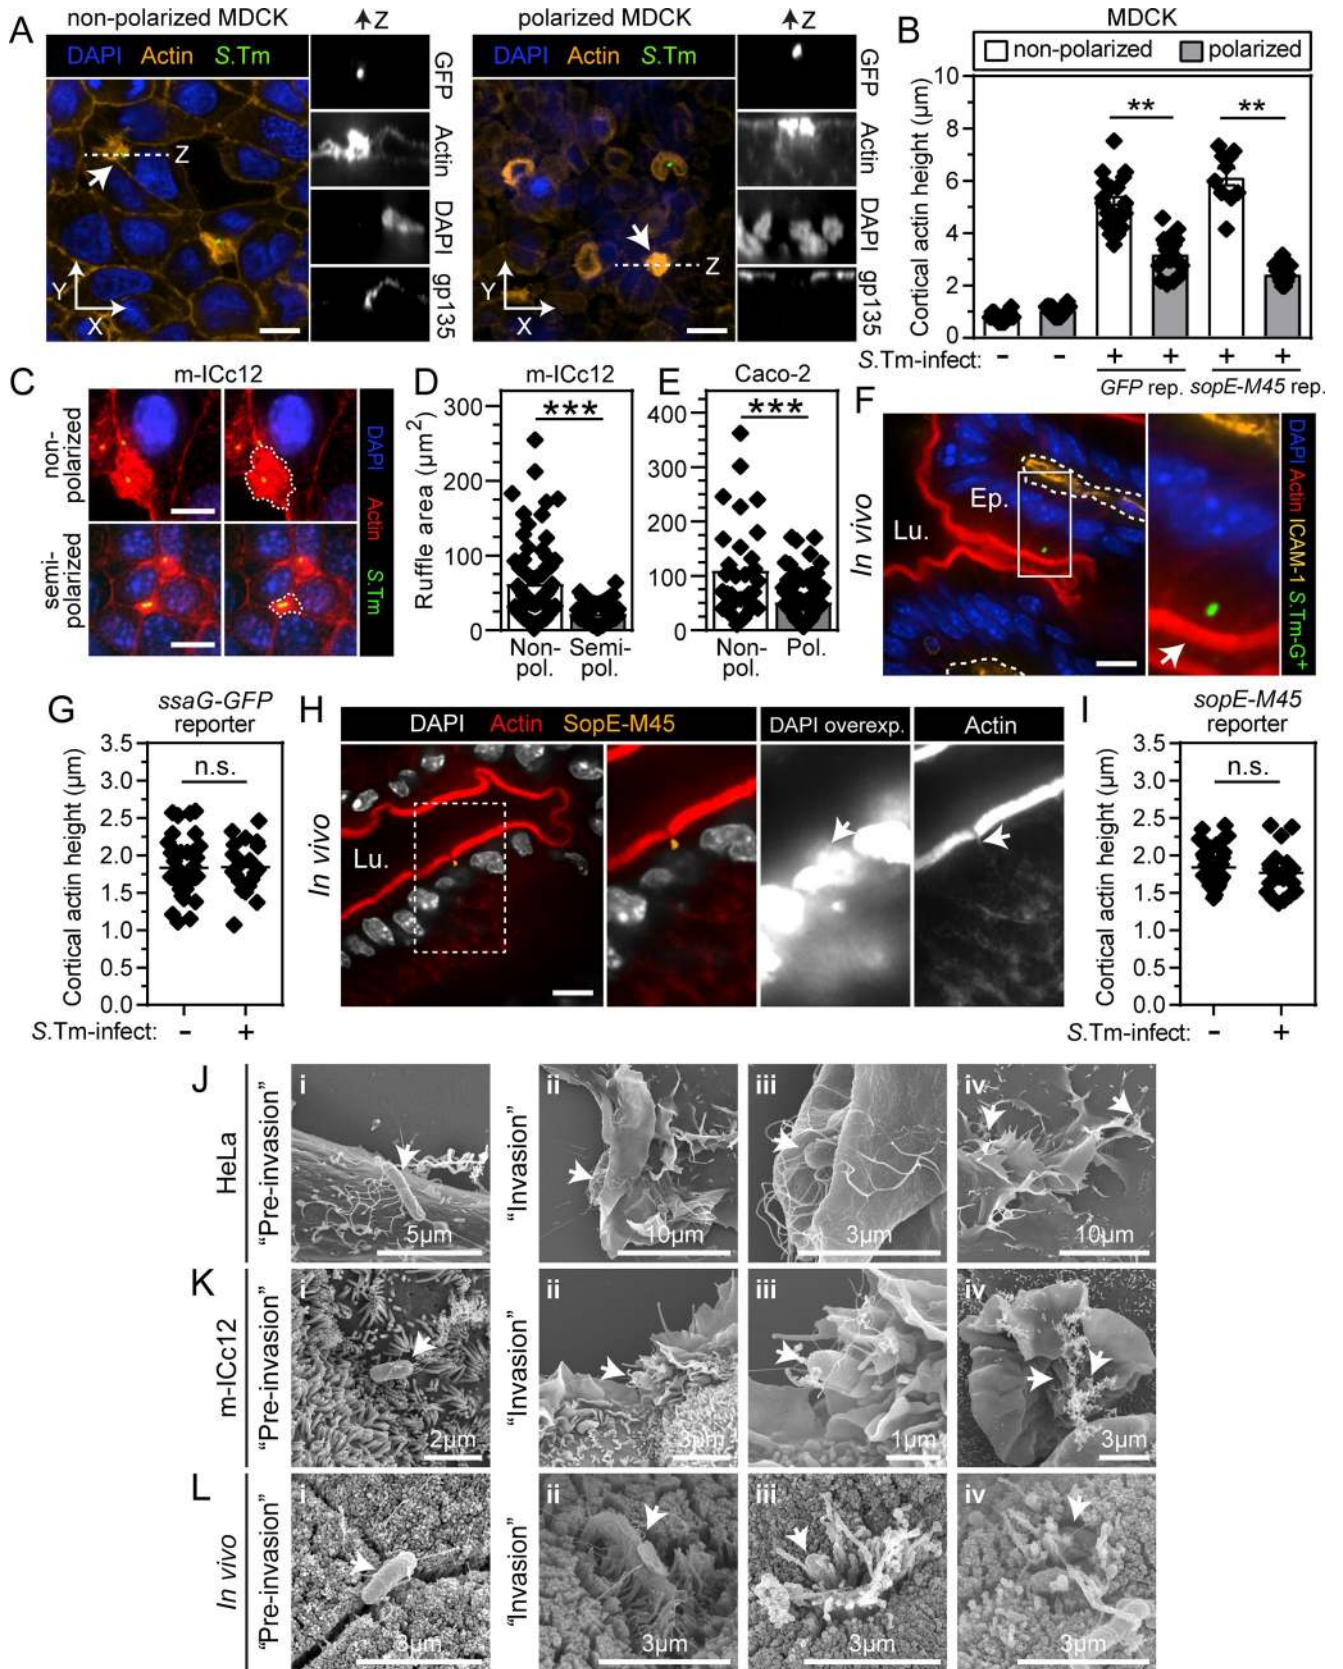 A
non-polarized MDCK
Z
polarized MDCK
Z
DAPI Actin S.Tm
DAPI Actin S.Tm
GFP
Actin
DAPI
gp135
Z
Y
X
GFP
Actin
DAPI
gp135
Z
Y
X
B
MDCK
non-polarized polarized
Cortical actin height (µm)
10
8
6
4
2
0
** **
S.Tm-infect: - - + + + +
GFP rep. sopE-M45 rep.
C
m-ICc12
non-polarized
semi-polarized
DAPI Actin S.Tm
D
m-ICc12
Ruffle area (µm²)
300
200
100
0
***
Non-pol. Semi-pol.
E
Caco-2
400
300
200
100
0
***
Non-pol. Pol.
F
In vivo
Lu.
Ep.
DAPI Actin ICAM-1 S.Tm-G+
G
ssaG-GFP
reporter
Cortical actin height (µm)
3.5
3.0
2.5
2.0
1.5
1.0
0.5
0.0
n.s.
S.Tm-infect: - +
H
DAPI Actin SopE-M45
DAPI overexp.
Actin
In vivo
Lu.
I
sopE-M45
reporter
Cortical actin height (µm)
3.5
3.0
2.5
2.0
1.5
1.0
0.5
0.0
n.s.
S.Tm-infect: - +
J
HeLa
"Pre-invasion"
i
5µm
"Invasion"
ii
10µm
iii
3µm
iv
10µm
K
m-ICc12
"Pre-invasion"
i
2µm
"Invasion"
ii
3µm
iii
1µm
iv
3µm
L
In vivo
"Pre-invasion"
i
3µm
"Invasion"
ii
3µm
iii
3µm
iv
3µm